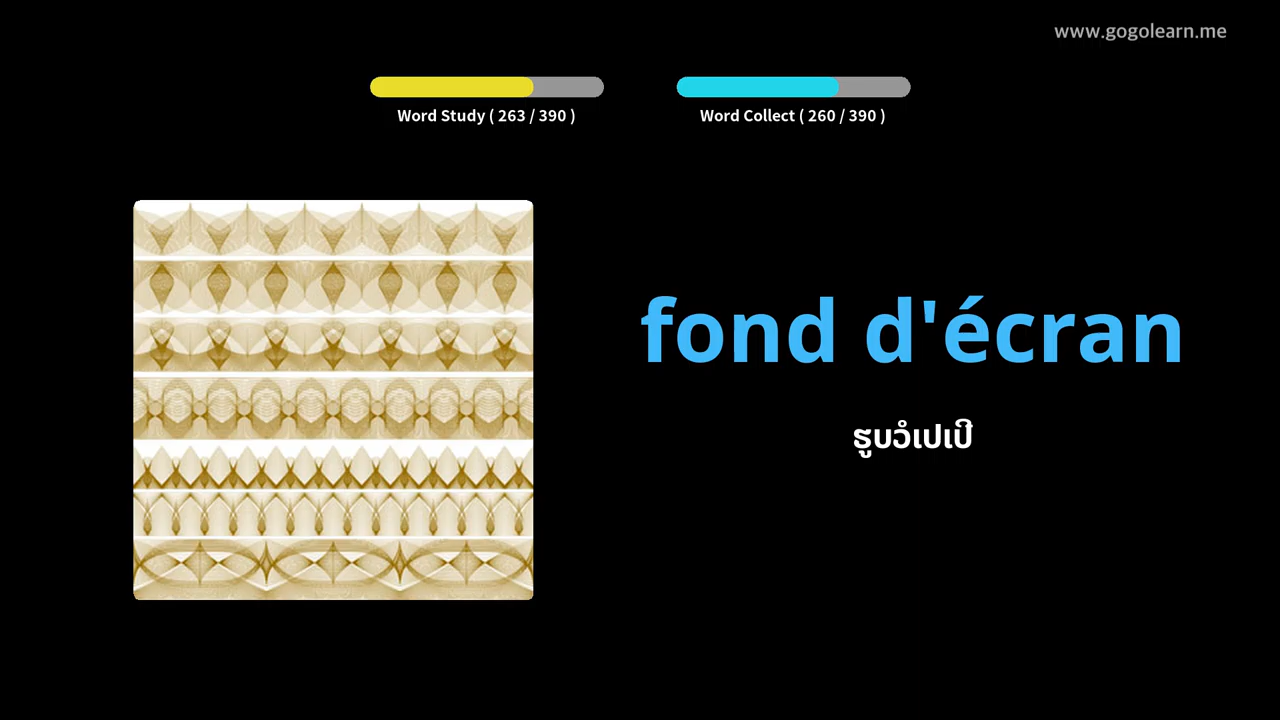 www.gogolearn.me
Word Study ( 263 / 390 )
Word Collect ( 260 / 390 )
fond d'écran
ຮູບວໍເປເປີ